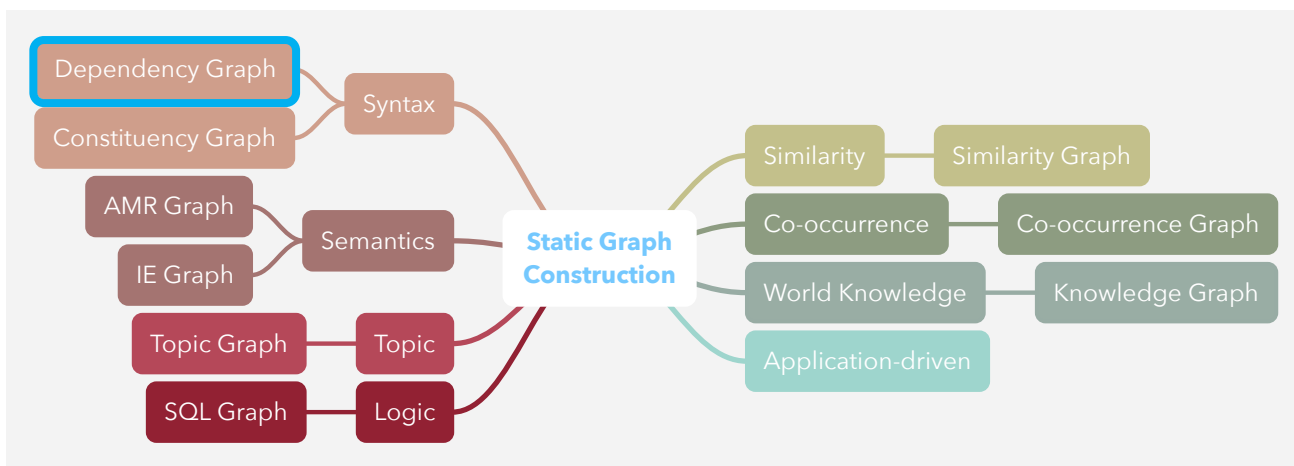 Dependency Graph
Constituency Graph
Syntax
AMR Graph
IE Graph
Semantics
Topic Graph
Topic
SQL Graph
Logic
Static Graph
Construction
Similarity
Similarity Graph
Co-occurrence
Co-occurrence Graph
World Knowledge
Knowledge Graph
Application-driven